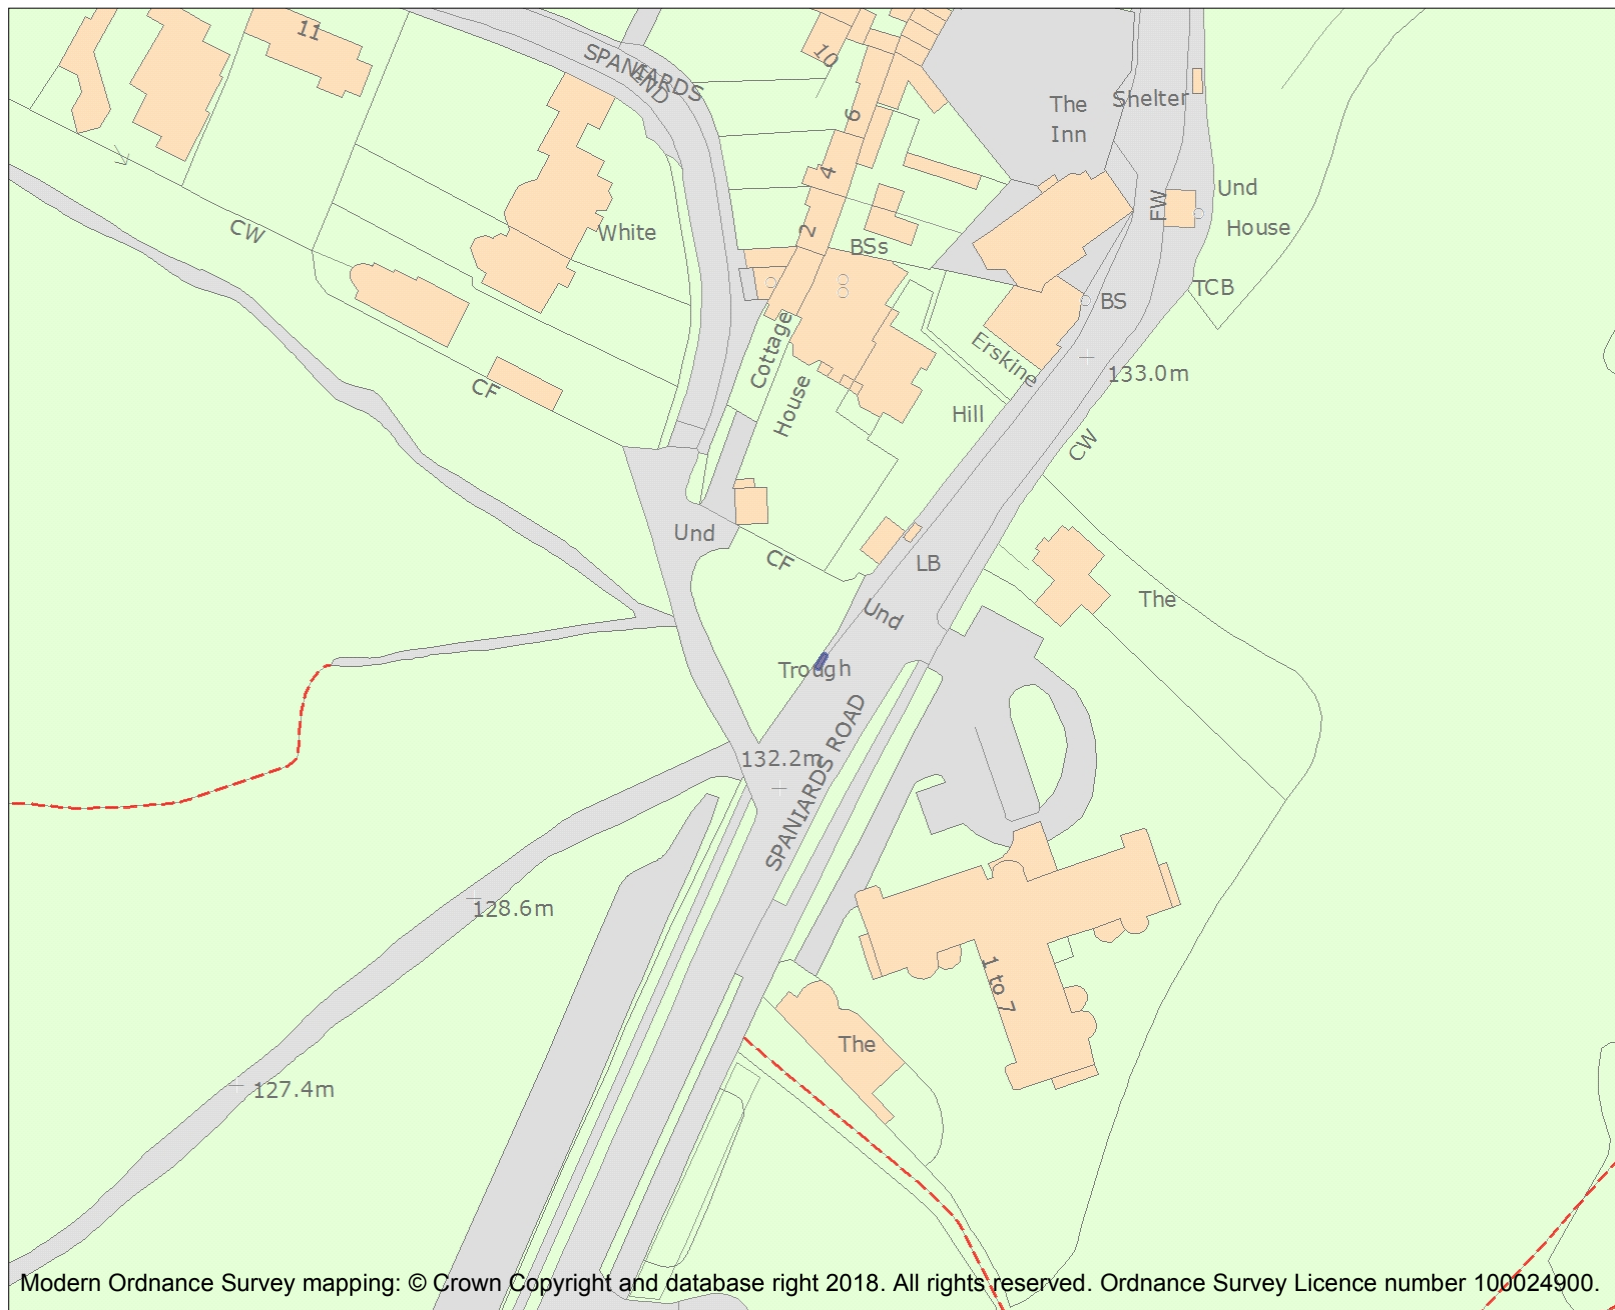 11
SPANIARDS
END
10
The
Inn
Shelter
6
4
2
FW
Und
House
CW
White
BSs
BS
TCB
Cottage
House
Erskine
133.0m
CF
Hill
CW
Und
CF
LB
The
Und
Trough
SPANIARDS ROAD
132.2m
128.6m
1 to 7
The
127.4m
Modern Ordnance Survey mapping: © Crown Copyright and database right 2018. All rights reserved. Ordnance Survey Licence number 100024900.